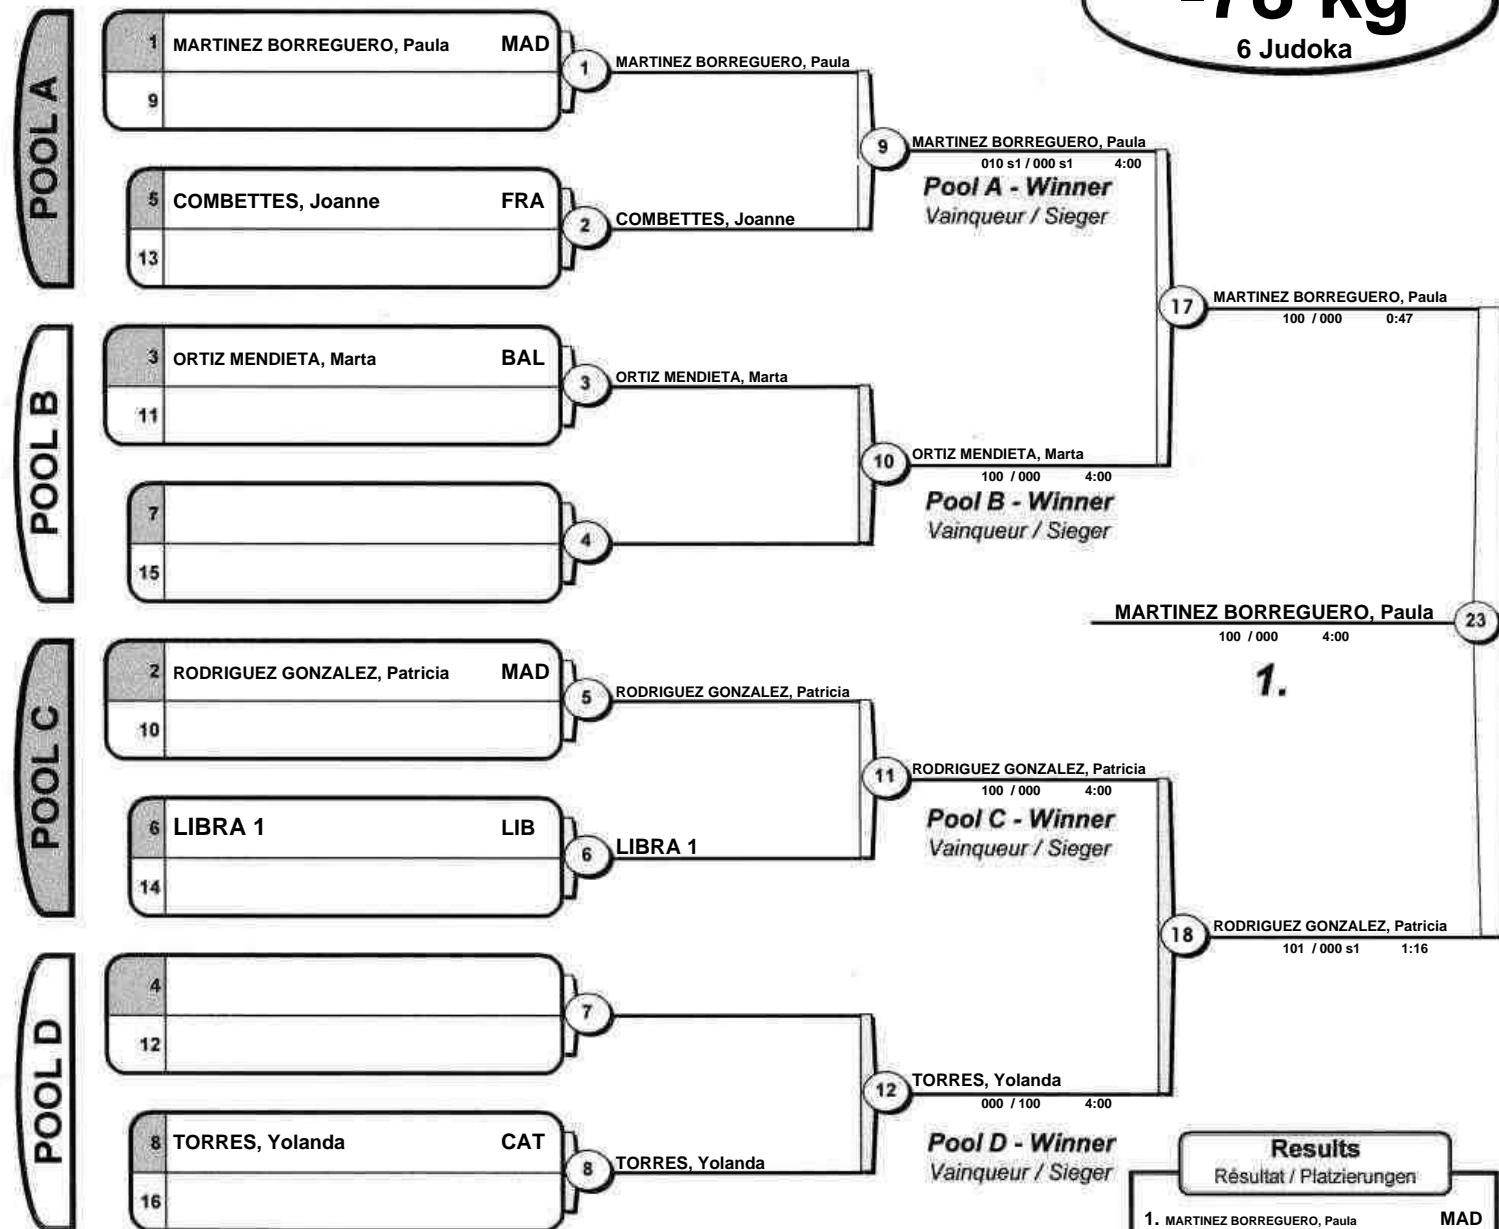 -78 kg
6 Judoka
POOL A
1 MARTINEZ BORREGUERO, Paula MAD
9
1 MARTINEZ BORREGUERO, Paula
5 COMBETTES, Joanne FRA
13
2 COMBETTES, Joanne
9 MARTINEZ BORREGUERO, Paula
010 s1 / 000 s1 4:00
Pool A - Winner
Vainqueur / Sieger
17 MARTINEZ BORREGUERO, Paula
100 / 000 0:47
POOL B
3 ORTIZ MENDIETA, Marta BAL
11
3 ORTIZ MENDIETA, Marta
7
15
4
10 ORTIZ MENDIETA, Marta
100 / 000 4:00
Pool B - Winner
Vainqueur / Sieger
MARTINEZ BORREGUERO, Paula 23
100 / 000 4:00
1.
POOL C
2 RODRIGUEZ GONZALEZ, Patricia MAD
10
5 RODRIGUEZ GONZALEZ, Patricia
6 LIBRA 1 LIB
14
6 LIBRA 1
11 RODRIGUEZ GONZALEZ, Patricia
100 / 000 4:00
Pool C - Winner
Vainqueur / Sieger
18 RODRIGUEZ GONZALEZ, Patricia
101 / 000 s1 1:16
POOL D
4
12
7
8 TORRES, Yolanda CAT
16
8 TORRES, Yolanda
12 TORRES, Yolanda
000 / 100 4:00
Pool D - Winner
Vainqueur / Sieger
Results
Résultat / Platzierungen
1. MARTINEZ BORREGUERO, Paula MAD